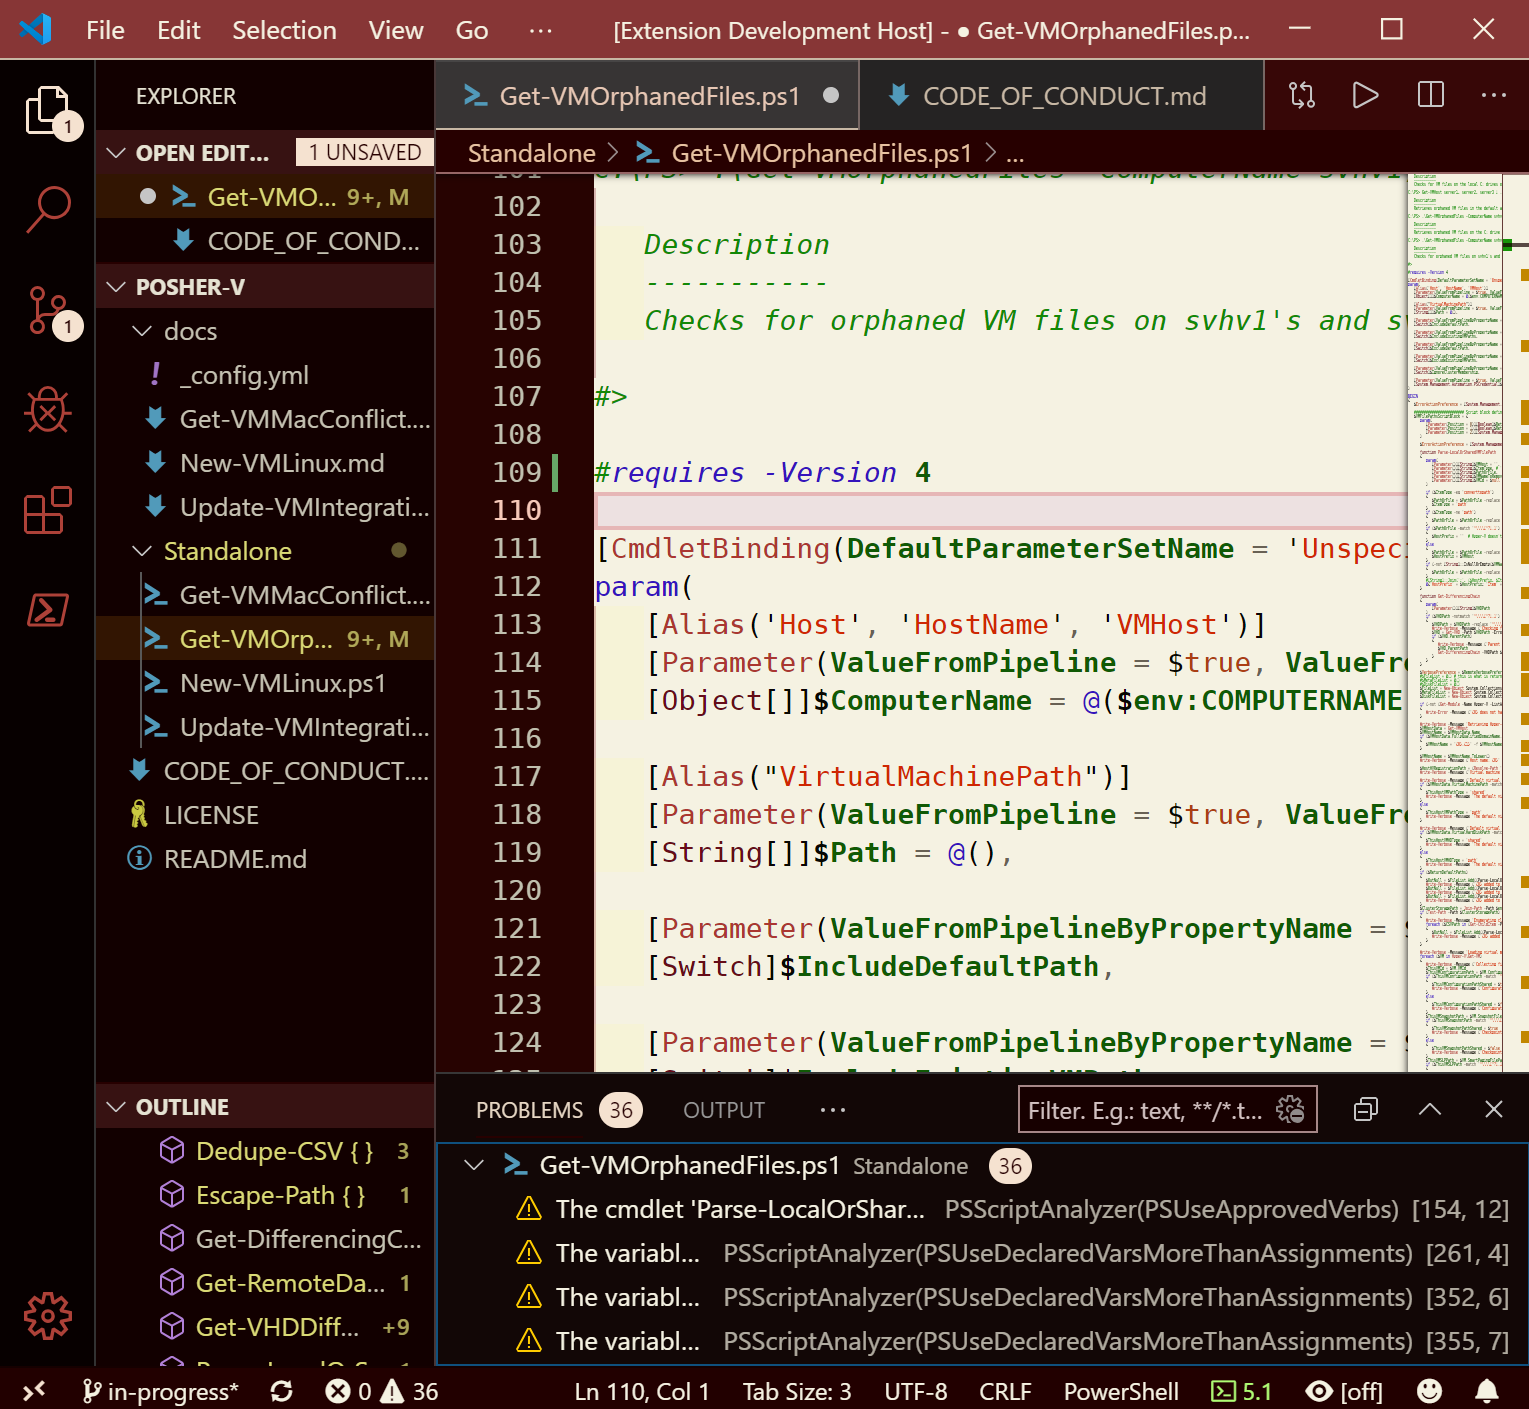 File Edit Selection View Go ··· [Extension Development Host] - ● Get-VMOrphanedFiles.p...
EXPLORER
OPEN EDIT... 1 UNSAVED
Get-VMO... 9+, M
CODE_OF_COND...
POSHER-V
docs
! _config.yml
Get-VMMacConflict....
New-VMLinux.md
Update-VMIntegrati...
Standalone
Get-VMMacConflict....
Get-VMOrp... 9+, M
New-VMLinux.ps1
Update-VMIntegrati...
CODE_OF_CONDUCT....
LICENSE
README.md
1
1
OUTLINE
Dedupe-CSV { } 3
Escape-Path { } 1
Get-DifferencingC...
Get-RemoteDa... 1
Get-VHDDiff... +9
Get-VMOrphanedFiles.ps1 ● CODE_OF_CONDUCT.md ···
Standalone > Get-VMOrphanedFiles.ps1 > ...
102
103 Description
104 -----------
105 Checks for orphaned VM files on svhv1's and s
106
107 #>
108
109 #requires -Version 4
110
111 [CmdletBinding(DefaultParameterSetName = 'Unspeci
112 param(
113 [Alias('Host', 'HostName', 'VMHost')]
114 [Parameter(ValueFromPipeline = $true, ValueFr
115 [Object[]]$ComputerName = @($env:COMPUTERNAME
116
117 [Alias("VirtualMachinePath")]
118 [Parameter(ValueFromPipeline = $true, ValueFr
119 [String[]]$Path = @(),
120
121 [Parameter(ValueFromPipelineByPropertyName =
122 [Switch]$IncludeDefaultPath,
123
124 [Parameter(ValueFromPipelineByPropertyName =
PROBLEMS 36 OUTPUT ··· Filter. E.g.: text, **/*.t...
Get-VMOrphanedFiles.ps1 Standalone 36
The cmdlet 'Parse-LocalOrShar... PSScriptAnalyzer(PSUseApprovedVerbs) [154, 12]
The variabl... PSScriptAnalyzer(PSUseDeclaredVarsMoreThanAssignments) [261, 4]
The variabl... PSScriptAnalyzer(PSUseDeclaredVarsMoreThanAssignments) [352, 6]
The variabl... PSScriptAnalyzer(PSUseDeclaredVarsMoreThanAssignments) [355, 7]
in-progress* 0 36 Ln 110, Col 1 Tab Size: 3 UTF-8 CRLF PowerShell 5.1 [off]